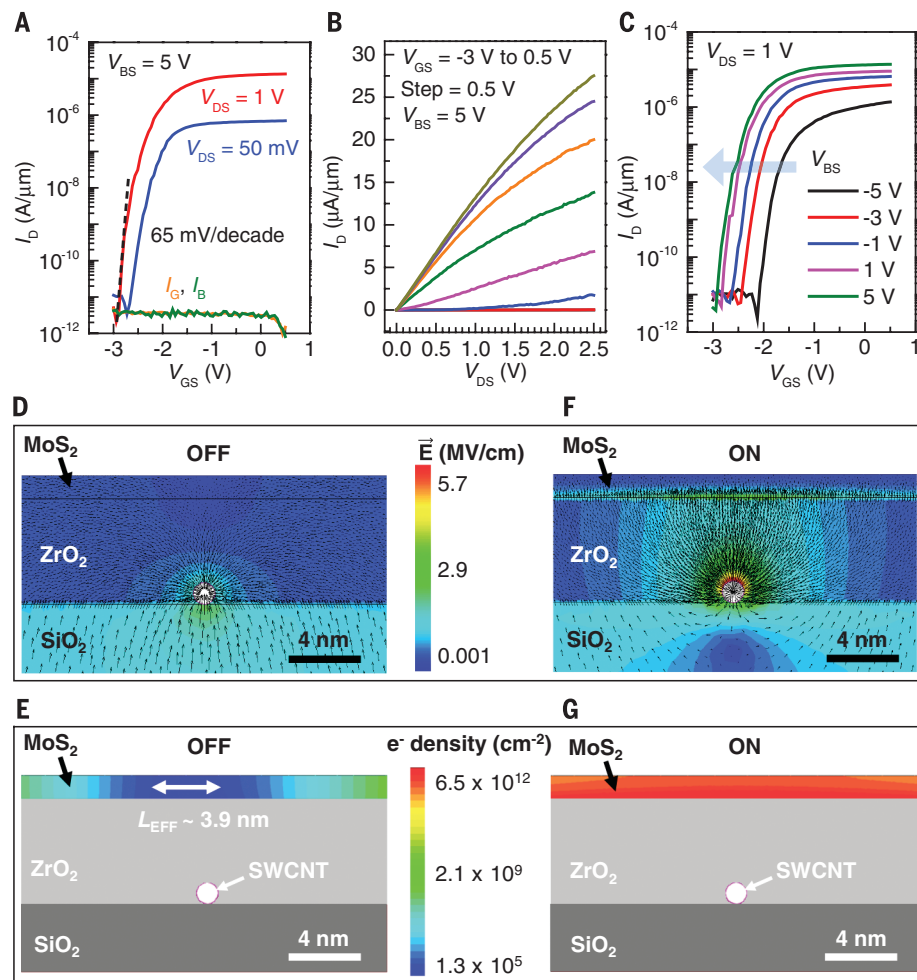 A
10⁻⁴
10⁻⁶
10⁻⁸
10⁻¹⁰
10⁻¹²
I_D (A/μm)
V_BS = 5 V
V_DS = 1 V
V_DS = 50 mV
65 mV/decade
I_G, I_B
-3 -2 -1 0 1
V_GS (V)
B
30
25
20
15
10
5
0
I_D (μA/μm)
V_GS = -3 V to 0.5 V
Step = 0.5 V
V_BS = 5 V
0.0 0.5 1.0 1.5 2.0 2.5
V_DS (V)
C
10⁻⁴
10⁻⁶
10⁻⁸
10⁻¹⁰
10⁻¹²
I_D (A/μm)
V_DS = 1 V
V_BS
-5 V
-3 V
-1 V
1 V
5 V
-3 -2 -1 0 1
V_GS (V)
D
MoS₂
OFF
ZrO₂
SiO₂
4 nm
E (MV/cm)
5.7
2.9
0.001
F
MoS₂
ON
ZrO₂
SiO₂
4 nm
E
MoS₂
OFF
L_EFF ~ 3.9 nm
ZrO₂
SWCNT
SiO₂
4 nm
e⁻ density (cm⁻²)
6.5 x 10¹²
2.1 x 10⁹
1.3 x 10⁵
G
MoS₂
ON
ZrO₂
SWCNT
SiO₂
4 nm